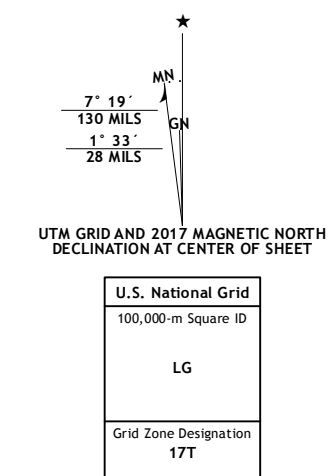 MN
7° 19´
130 MILS
GN
1° 33´
28 MILS
UTM GRID AND 2017 MAGNETIC NORTH
DECLINATION AT CENTER OF SHEET
U.S. National Grid
100,000-m Square ID
LG
Grid Zone Designation
17T